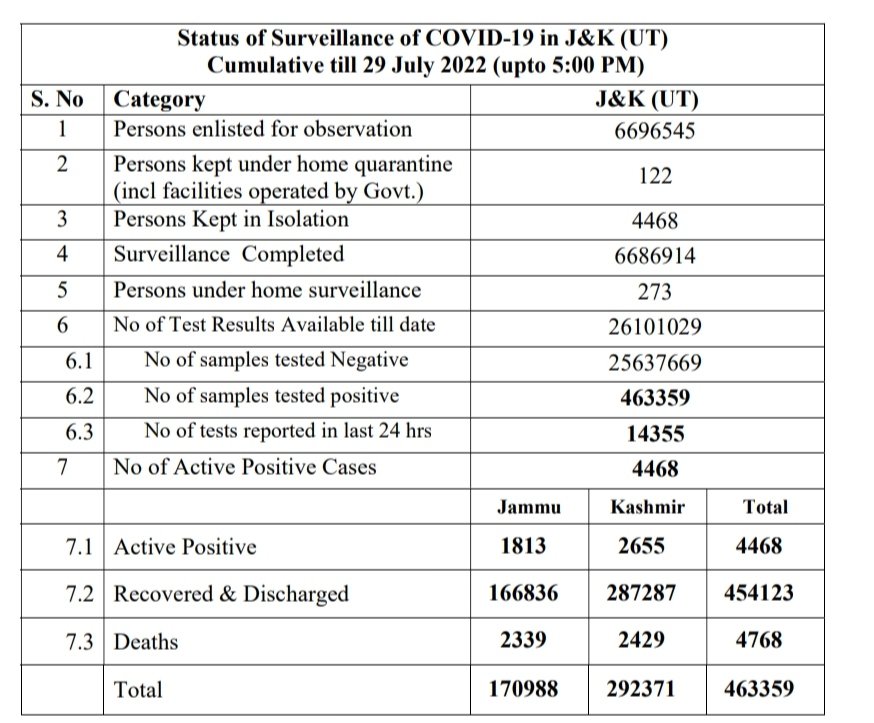 Status of Surveillance of COVID-19 in J&K (UT)
Cumulative till 29 July 2022 (upto 5:00 PM)
S. No Category J&K (UT)
1 Persons enlisted for observation 6696545
2 Persons kept under home quarantine
(incl facilities operated by Govt.) 122
3 Persons Kept in Isolation 4468
4 Surveillance Completed 6686914
5 Persons under home surveillance 273
6 No of Test Results Available till date 26101029
6.1 No of samples tested Negative 25637669
6.2 No of samples tested positive 463359
6.3 No of tests reported in last 24 hrs 14355
7 No of Active Positive Cases 4468
Jammu Kashmir Total
7.1 Active Positive 1813 2655 4468
7.2 Recovered & Discharged 166836 287287 454123
7.3 Deaths 2339 2429 4768
Total 170988 292371 463359